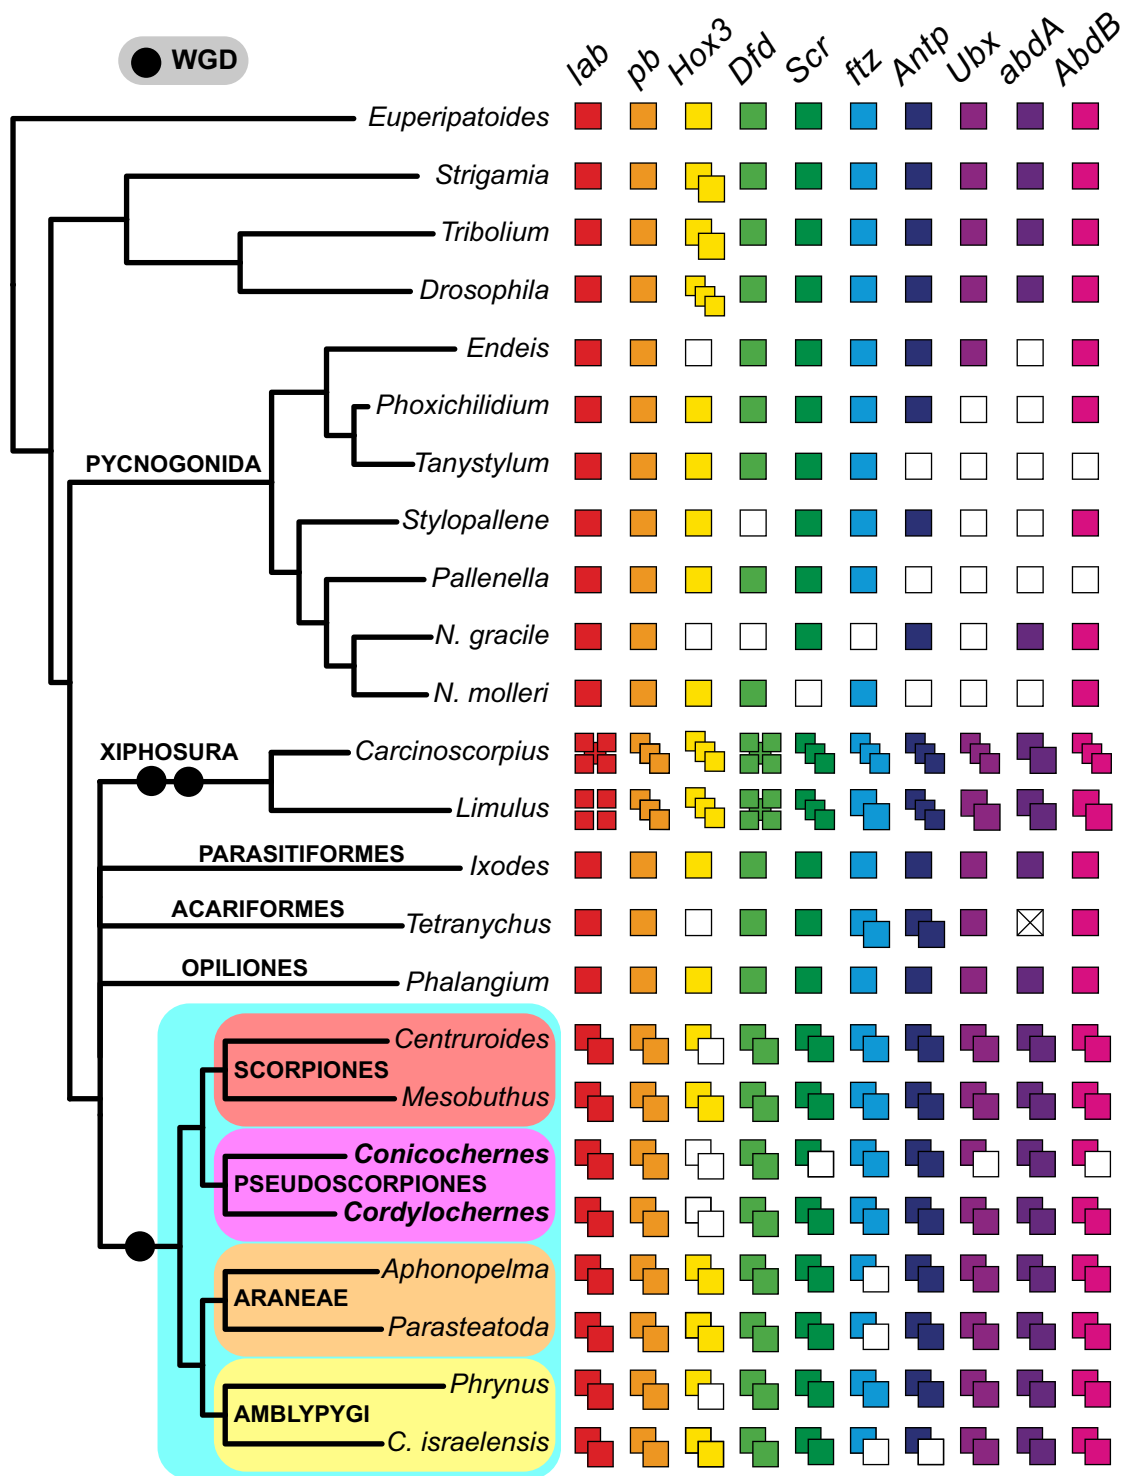 WGD
lab pb Hox3 Dfd Scr ftz Antp Ubx abdA AbdB
Euperipatoides
Strigamia
Tribolium
Drosophila
Endeis
Phoxichilidium
PYCNOGONIDA
Tanystylum
Stylopallene
Pallenella
N. gracile
N. molleri
XIPHOSURA
Carcinoscorpius
Limulus
PARASITIFORMES
Ixodes
ACARIFORMES
Tetranychus
OPILIONES
Phalangium
Centruroides
SCORPIONES
Mesobuthus
Conicochernes
PSEUDOSCORPIONES
Cordylochernes
Aphonopelma
ARANEAE
Parasteatoda
Phrynus
AMBLYPYGI
C. israelensis